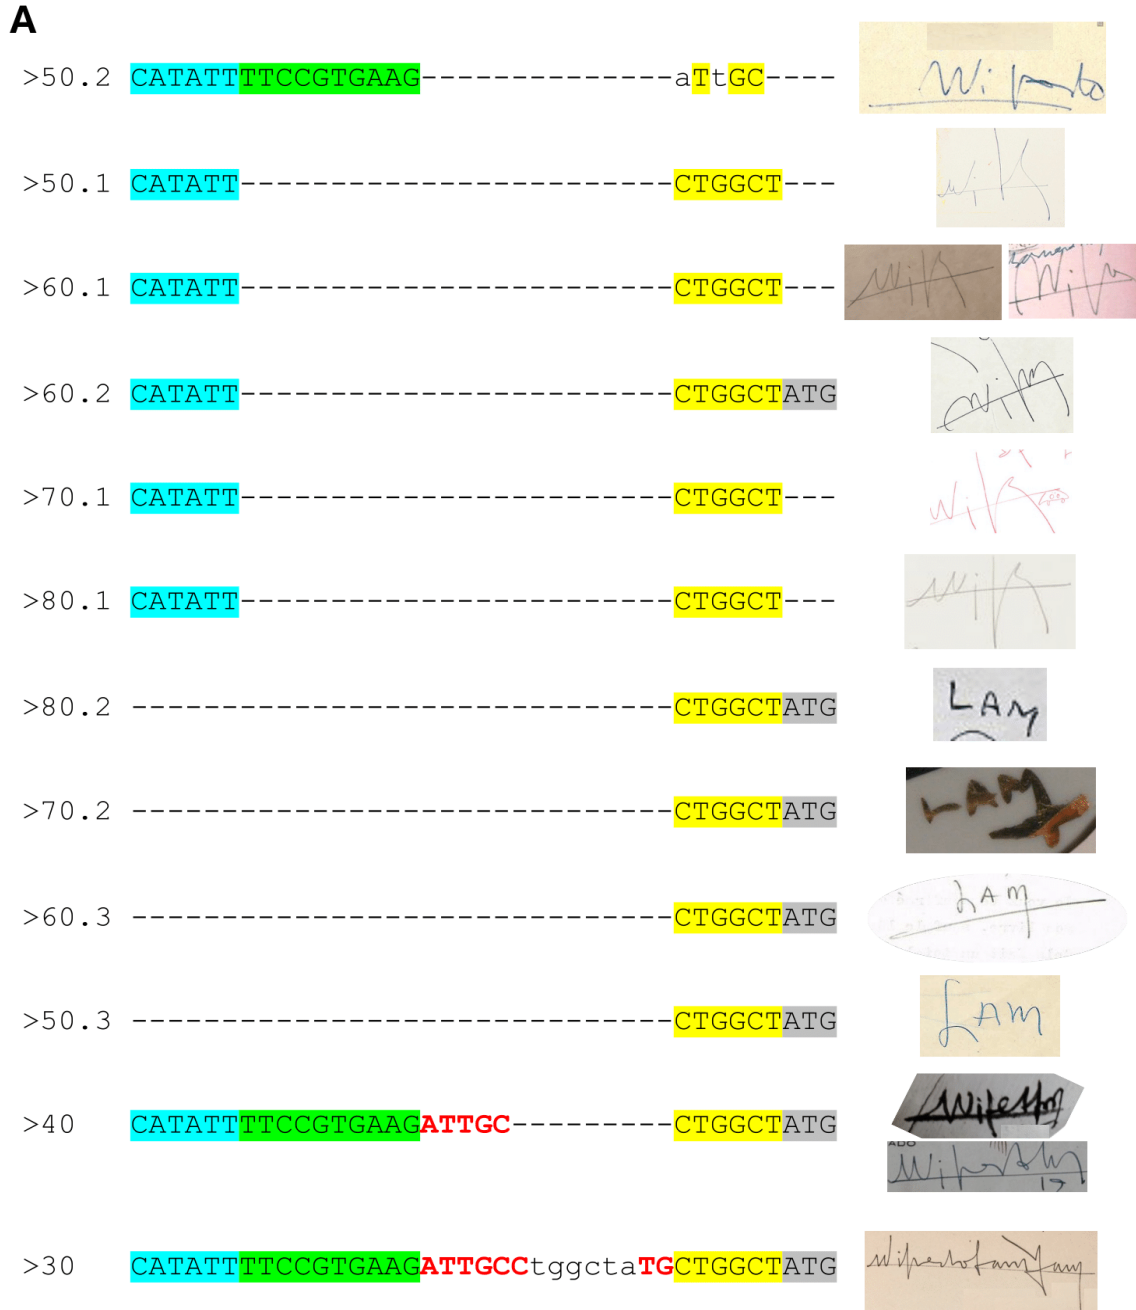 A
>50.2 CATATTTTCCGTGAAG--------------aTtGC---- Wi perto
>50.1 CATATT------------------------CTGGCT---
>60.1 CATATT------------------------CTGGCT---
>60.2 CATATT------------------------CTGGCTATG
>70.1 CATATT------------------------CTGGCT---
>80.1 CATATT------------------------CTGGCT---
>80.2 ------------------------------CTGGCTATG LAM
>70.2 ------------------------------CTGGCTATG LAM
>60.3 ------------------------------CTGGCTATG LAM
>50.3 ------------------------------CTGGCTATG LAM
>40 CATATTTTCCGTGAAGATTGC---------CTGGCTATG
>30 CATATTTTCCGTGAAGATTGCCtggctaTGCTGGCTATG